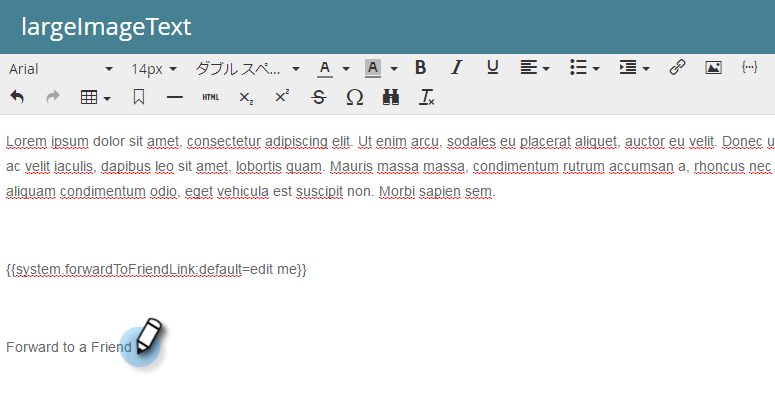 largeImageText
Arial 14px ダブル スペ... A A B I U {···}
HTML X₂ X² S Ω Tx
Lorem ipsum dolor sit amet, consectetur adipiscing elit. Ut enim arcu, sodales eu placerat aliquet, auctor eu velit. Donec u
ac velit iaculis, dapibus leo sit amet, lobortis quam. Mauris massa massa, condimentum rutrum accumsan a, rhoncus nec
aliquam condimentum odio, eget vehicula est suscipit non. Morbi sapien sem.
{{system.forwardToFriendLink:default=edit me}}
Forward to a Friend